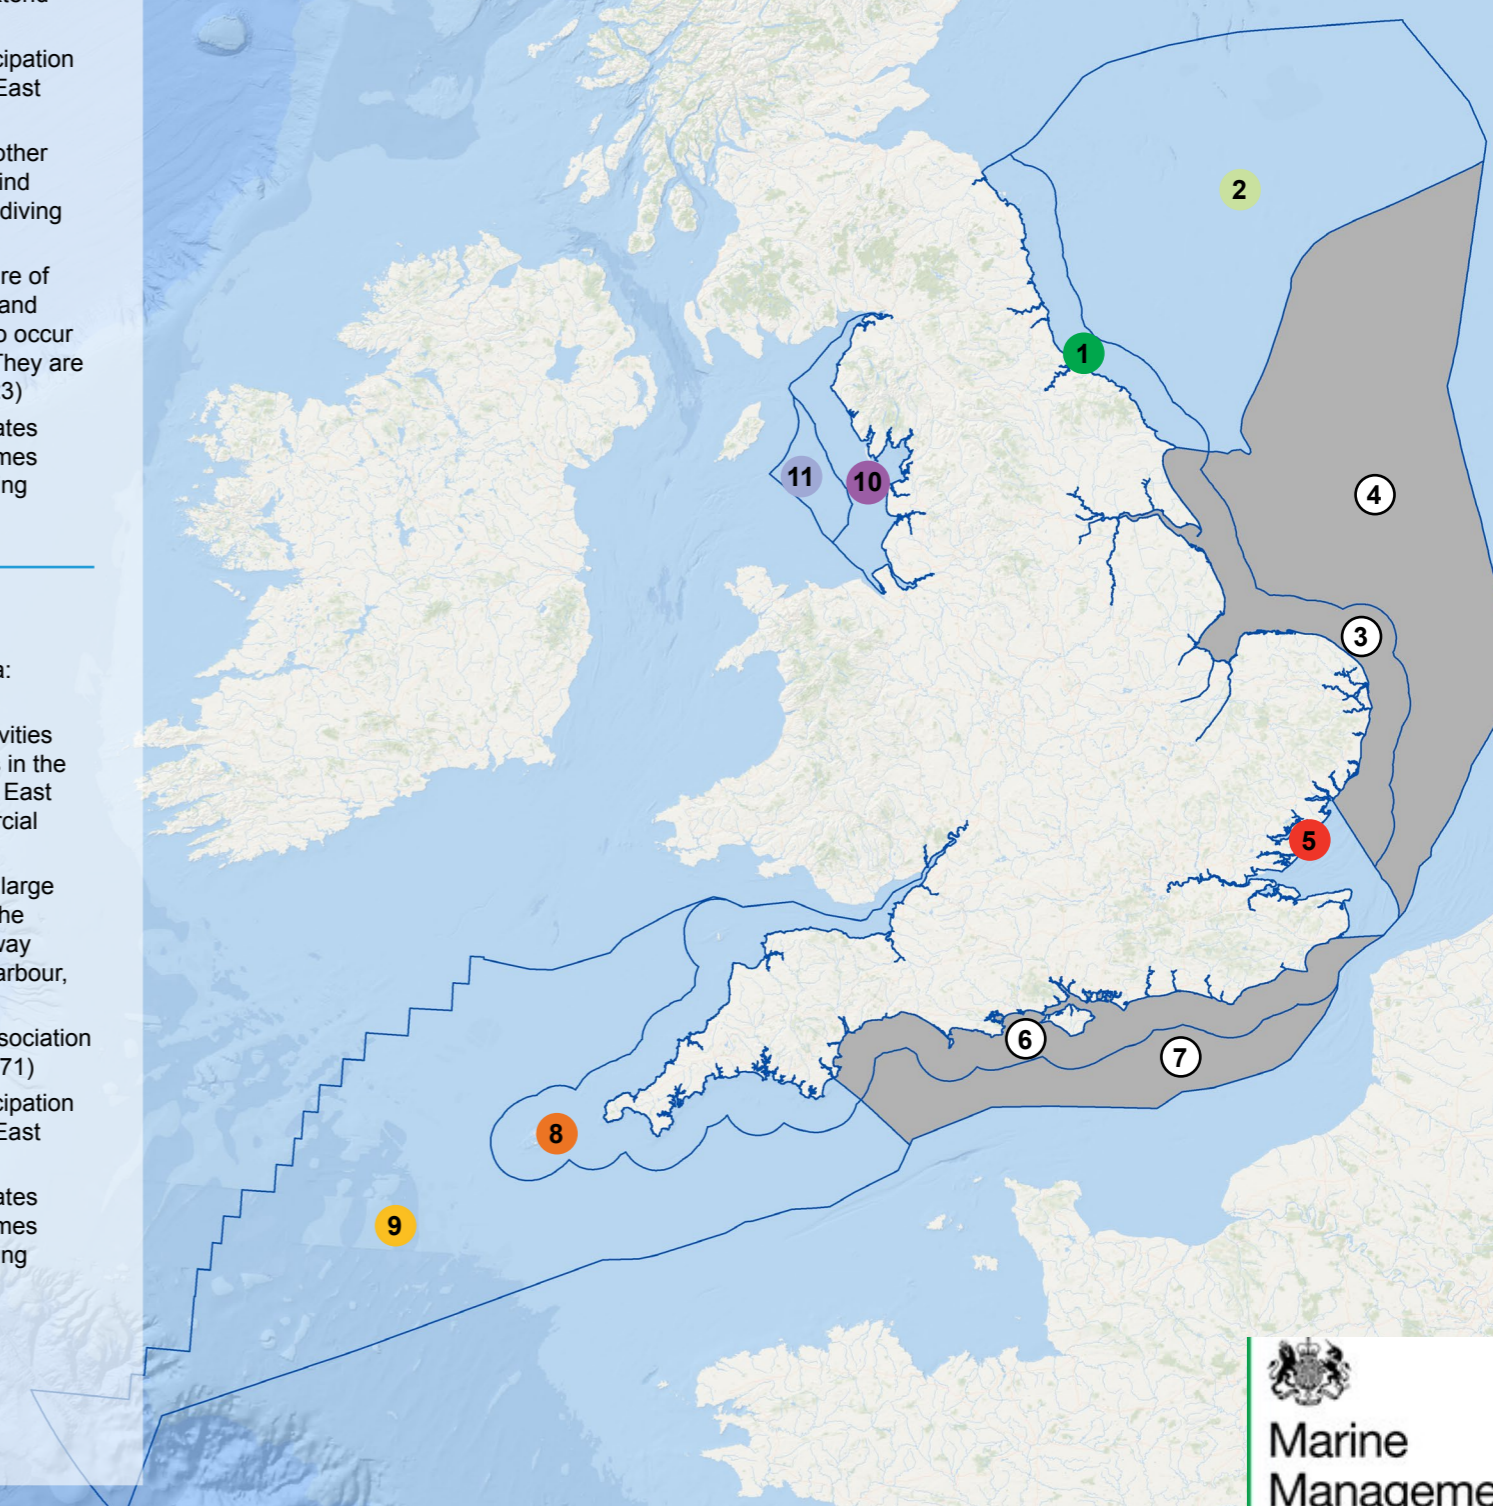 cipation
East
other
ind
diving
re of
and
o occur
They are
3)
ates
mes
ng
a:
vities
in the
East
rcial
large
he
way
arbour,
sociation
71)
cipation
East
ates
mes
ng
2
1
4
11
10
3
5
6
7
8
9
Marine
Manageme